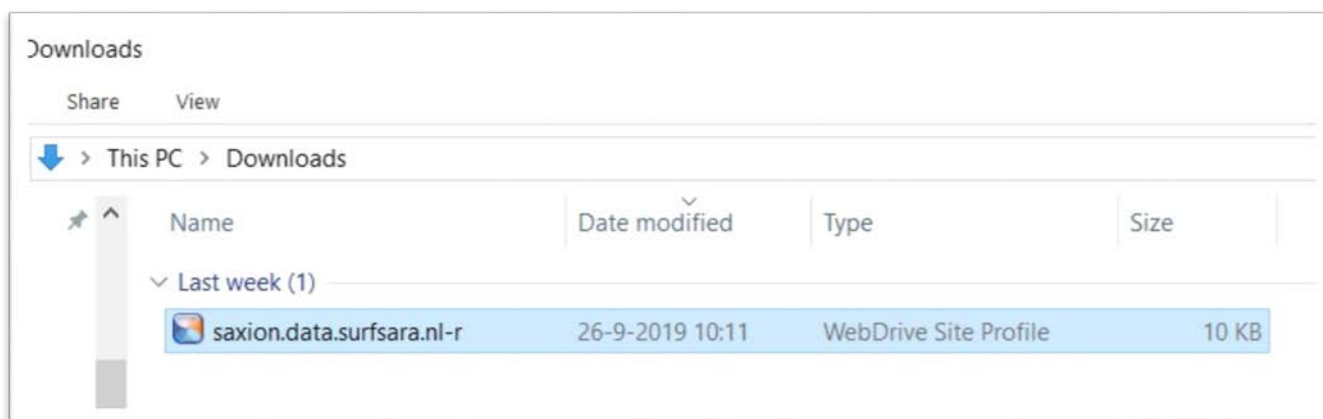 Downloads
Share View
> This PC > Downloads
Name Date modified Type Size
Last week (1)
saxion.data.surfsara.nl-r 26-9-2019 10:11 WebDrive Site Profile 10 KB